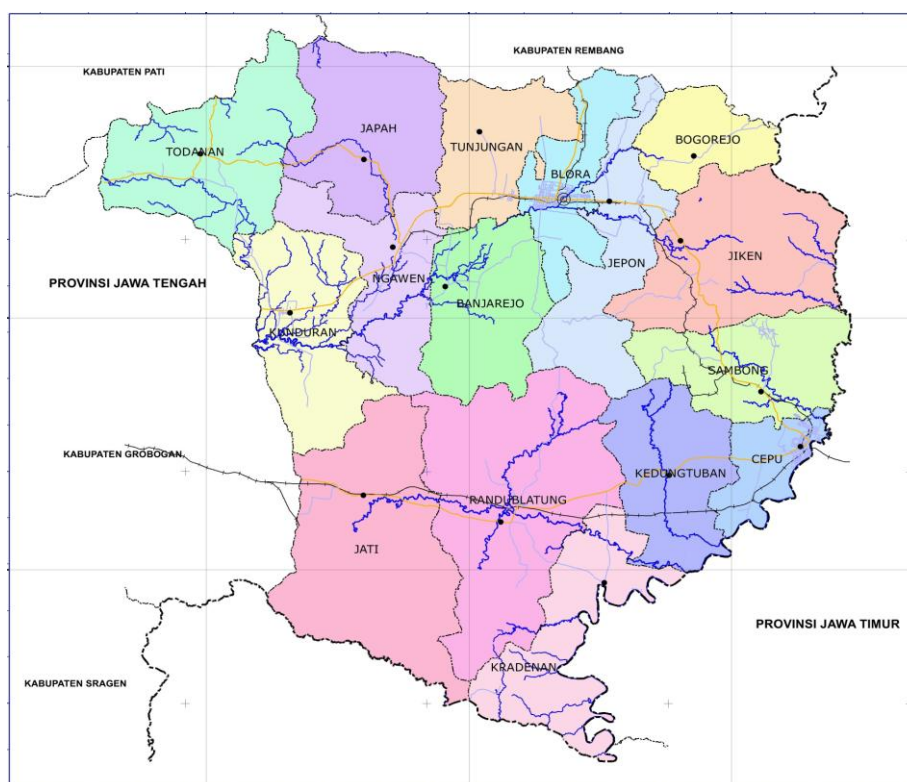 KABUPATEN REMBANG
KABUPATEN PATI
JAPAH
TUNJUNGAN
BOGOREJO
TODANAN
BLORA
JIKEN
JEPON
NGAWEN
PROVINSI JAWA TENGAH
BANJAREJO
KUNDURAN
SAMBONG
KABUPATEN GROBOGAN
CEPU
KEDUNGTUBAN
RANDUBLATUNG
JATI
PROVINSI JAWA TIMUR
KRADENAN
KABUPATEN SRAGEN